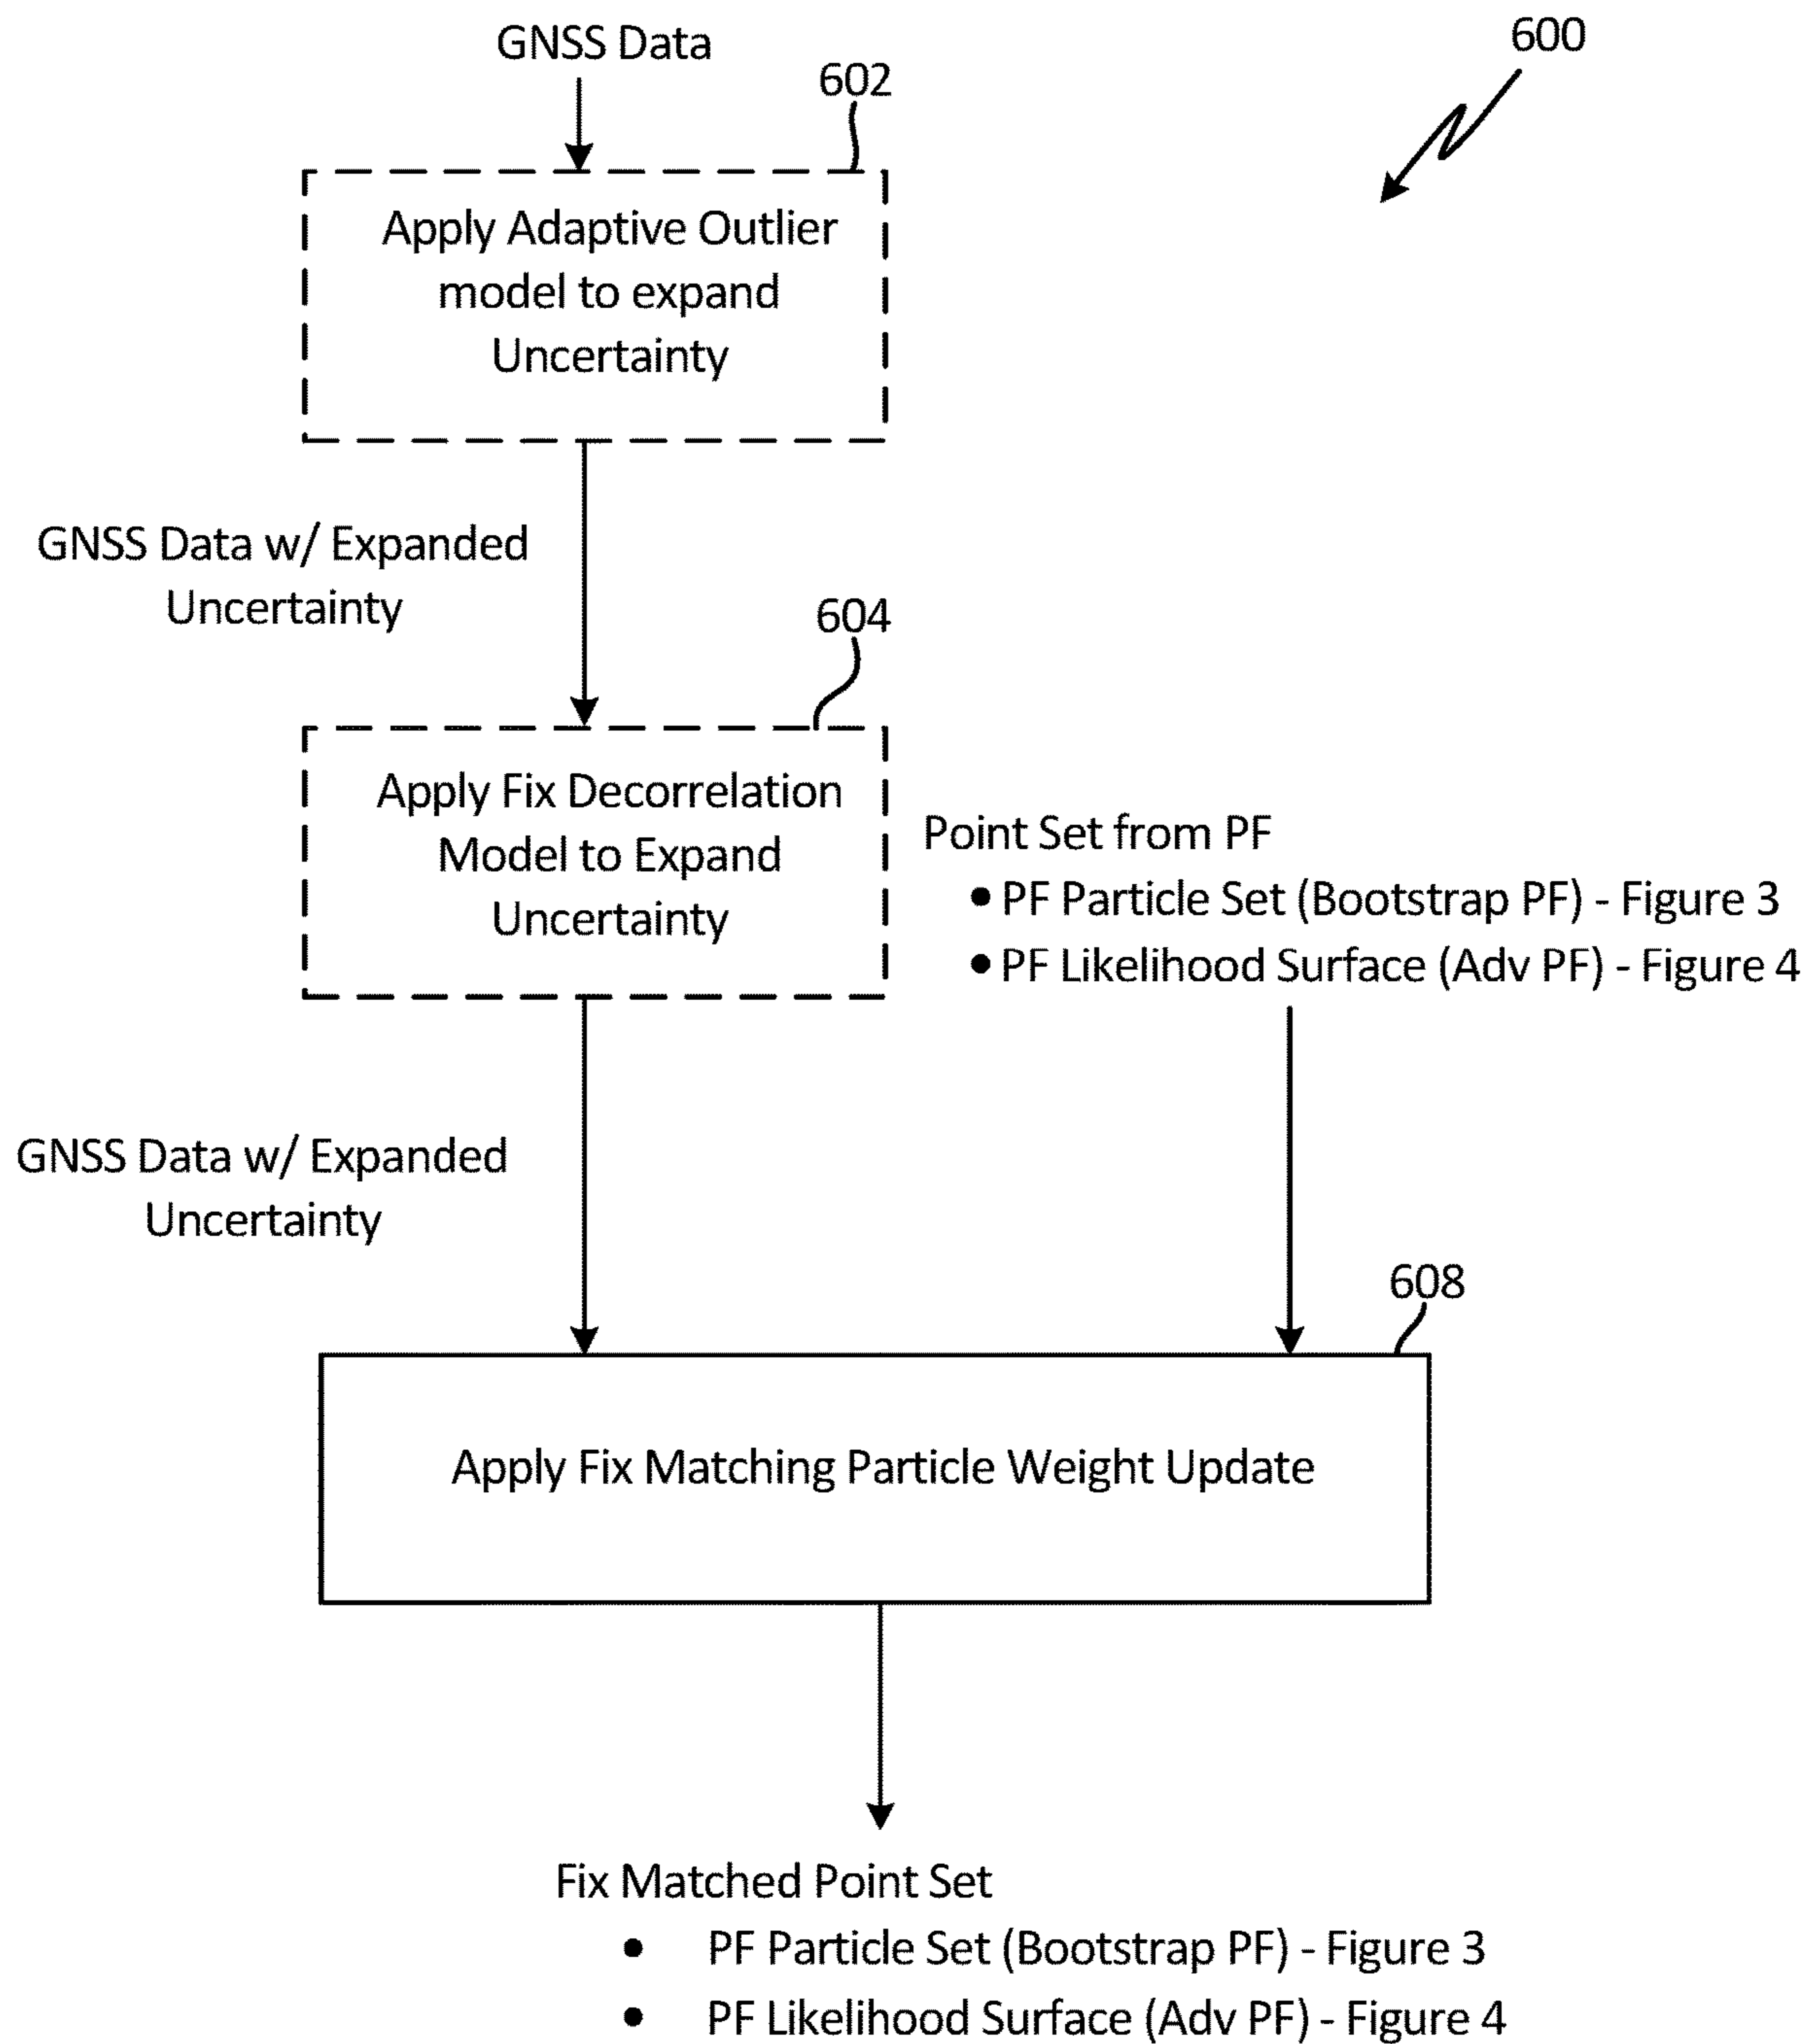 GNSS Data
600
602
Apply Adaptive Outlier
model to expand
Uncertainty
GNSS Data w/ Expanded
Uncertainty
604
Apply Fix Decorrelation
Model to Expand
Uncertainty
Point Set from PF
• PF Particle Set (Bootstrap PF) - Figure 3
• PF Likelihood Surface (Adv PF) - Figure 4
GNSS Data w/ Expanded
Uncertainty
608
Apply Fix Matching Particle Weight Update
Fix Matched Point Set
• PF Particle Set (Bootstrap PF) - Figure 3
• PF Likelihood Surface (Adv PF) - Figure 4